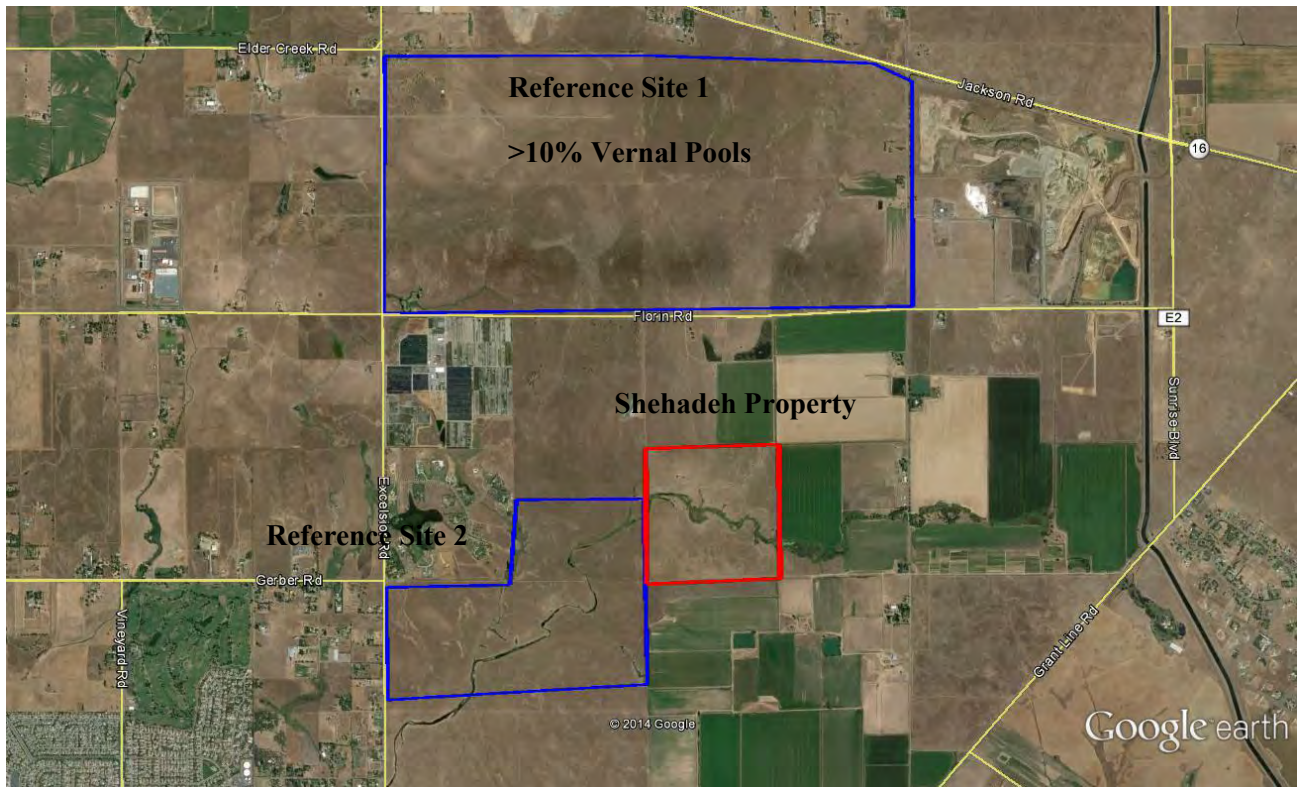 Elder Creek Rd
Reference Site 1
Jackson Rd
>10% Vernal Pools
16
Florin Rd
E2
Shehadeh Property
Sunrise Blvd
Excelsior Rd
Reference Site 2
Gerber Rd
Vineyard Rd
Grant Line Rd
© 2014 Google
Google earth